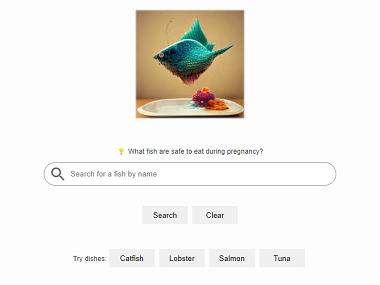 💡 What fish are safe to eat during pregnancy?
Search for a fish by name
Search Clear
Try dishes: Catfish Lobster Salmon Tuna